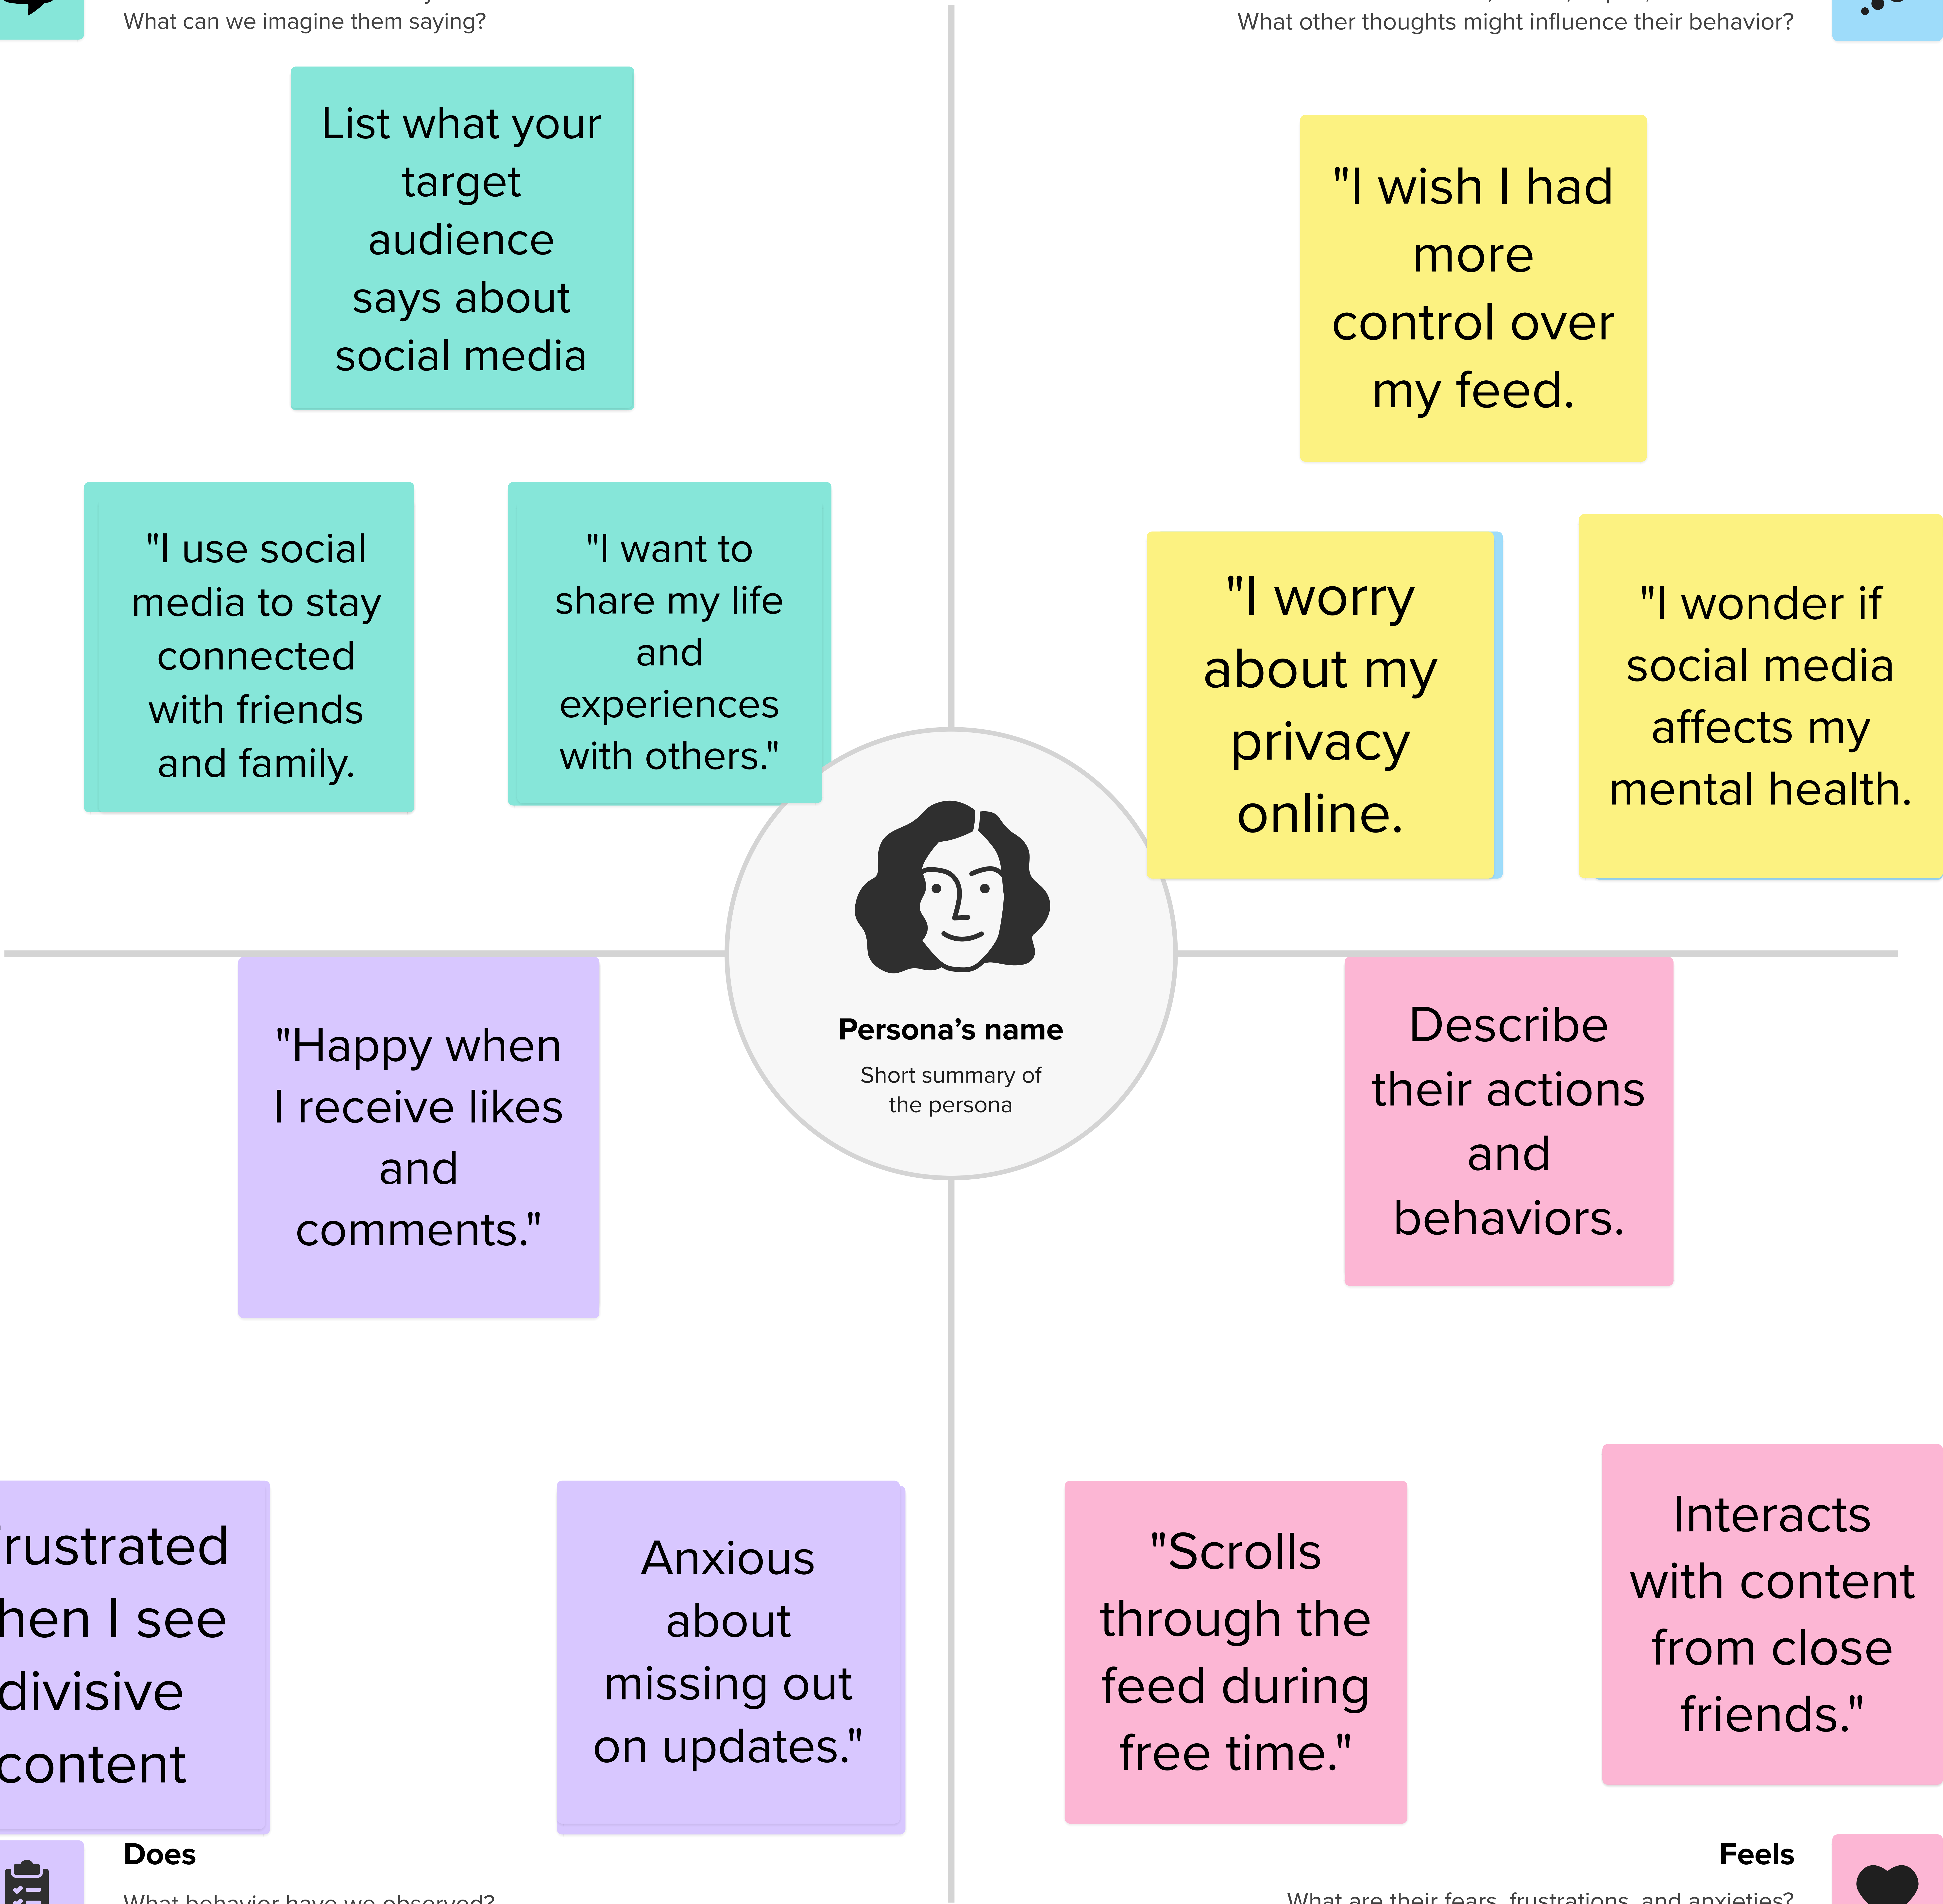 What can we imagine them saying?
What other thoughts might influence their behavior?
List what your
target
audience
says about
social media
"I wish I had
more
control over
my feed.
"I use social
media to stay
connected
with friends
and family.
"I want to
share my life
and
experiences
with others."
"I worry
about my
privacy
online.
"I wonder if
social media
affects my
mental health.
Persona's name
Short summary of
the persona
"Happy when
I receive likes
and
comments."
Describe
their actions
and
behaviors.
rustrated
hen I see
divisive
content
Anxious
about
missing out
on updates."
"Scrolls
through the
feed during
free time."
Interacts
with content
from close
friends."
Does
What behavior have we observed?
Feels
What are their fears, frustrations, and anxieties?